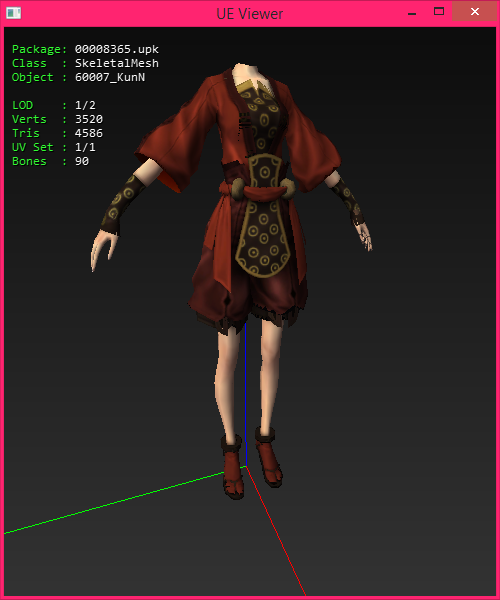 UE Viewer
Package: 00008365.upk
Class  : SkeletalMesh
Object : 60007_KunN
LOD    : 1/2
Verts  : 3520
Tris   : 4586
UV Set : 1/1
Bones  : 90